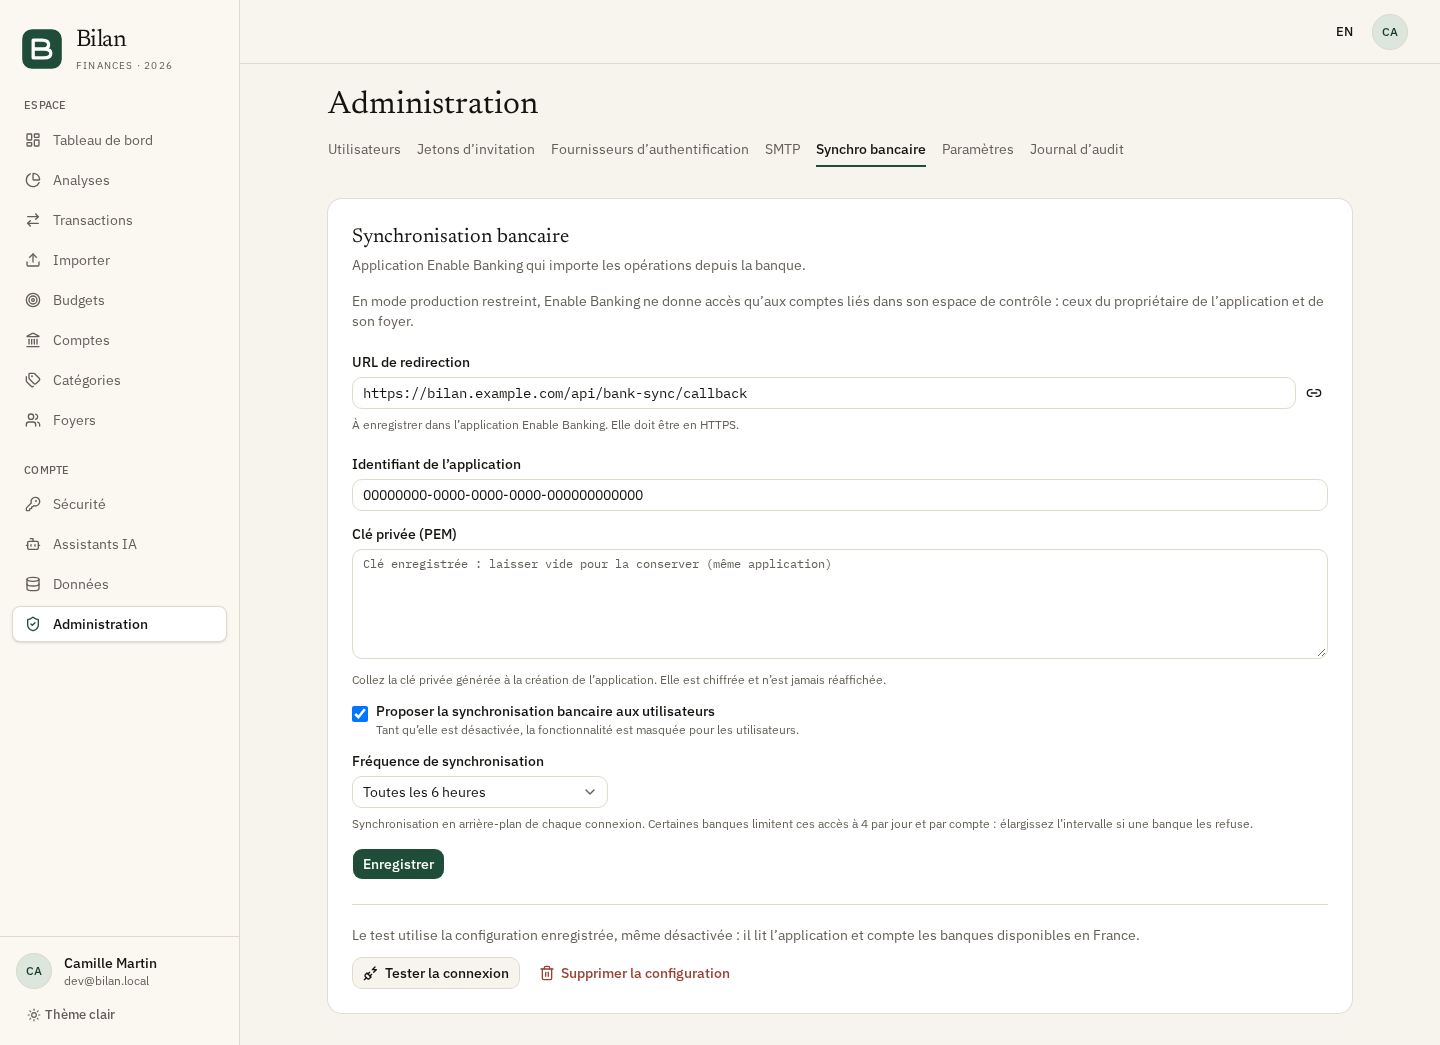 Bilan
FINANCES · 2026
ESPACE
Tableau de bord
Analyses
Transactions
Importer
Budgets
Comptes
Catégories
Foyers
COMPTE
Sécurité
Assistants IA
Données
Administration
CA
Camille Martin
dev@bilan.local
Thème clair
EN
CA
Administration
Utilisateurs
Jetons d’invitation
Fournisseurs d’authentification
SMTP
Synchro bancaire
Paramètres
Journal d’audit
Synchronisation bancaire
Application Enable Banking qui importe les opérations depuis la banque.
En mode production restreint, Enable Banking ne donne accès qu’aux comptes liés dans son espace de contrôle : ceux du propriétaire de l’application et de
son foyer.
URL de redirection
https://bilan.example.com/api/bank-sync/callback
À enregistrer dans l’application Enable Banking. Elle doit être en HTTPS.
Identifiant de l’application
00000000-0000-0000-0000-000000000000
Clé privée (PEM)
Clé enregistrée : laisser vide pour la conserver (même application)
Collez la clé privée générée à la création de l’application. Elle est chiffrée et n’est jamais réaffichée.
Proposer la synchronisation bancaire aux utilisateurs
Tant qu’elle est désactivée, la fonctionnalité est masquée pour les utilisateurs.
Fréquence de synchronisation
Toutes les 6 heures
Synchronisation en arrière-plan de chaque connexion. Certaines banques limitent ces accès à 4 par jour et par compte : élargissez l’intervalle si une banque les refuse.
Enregistrer
Le test utilise la configuration enregistrée, même désactivée : il lit l’application et compte les banques disponibles en France.
Tester la connexion
Supprimer la configuration